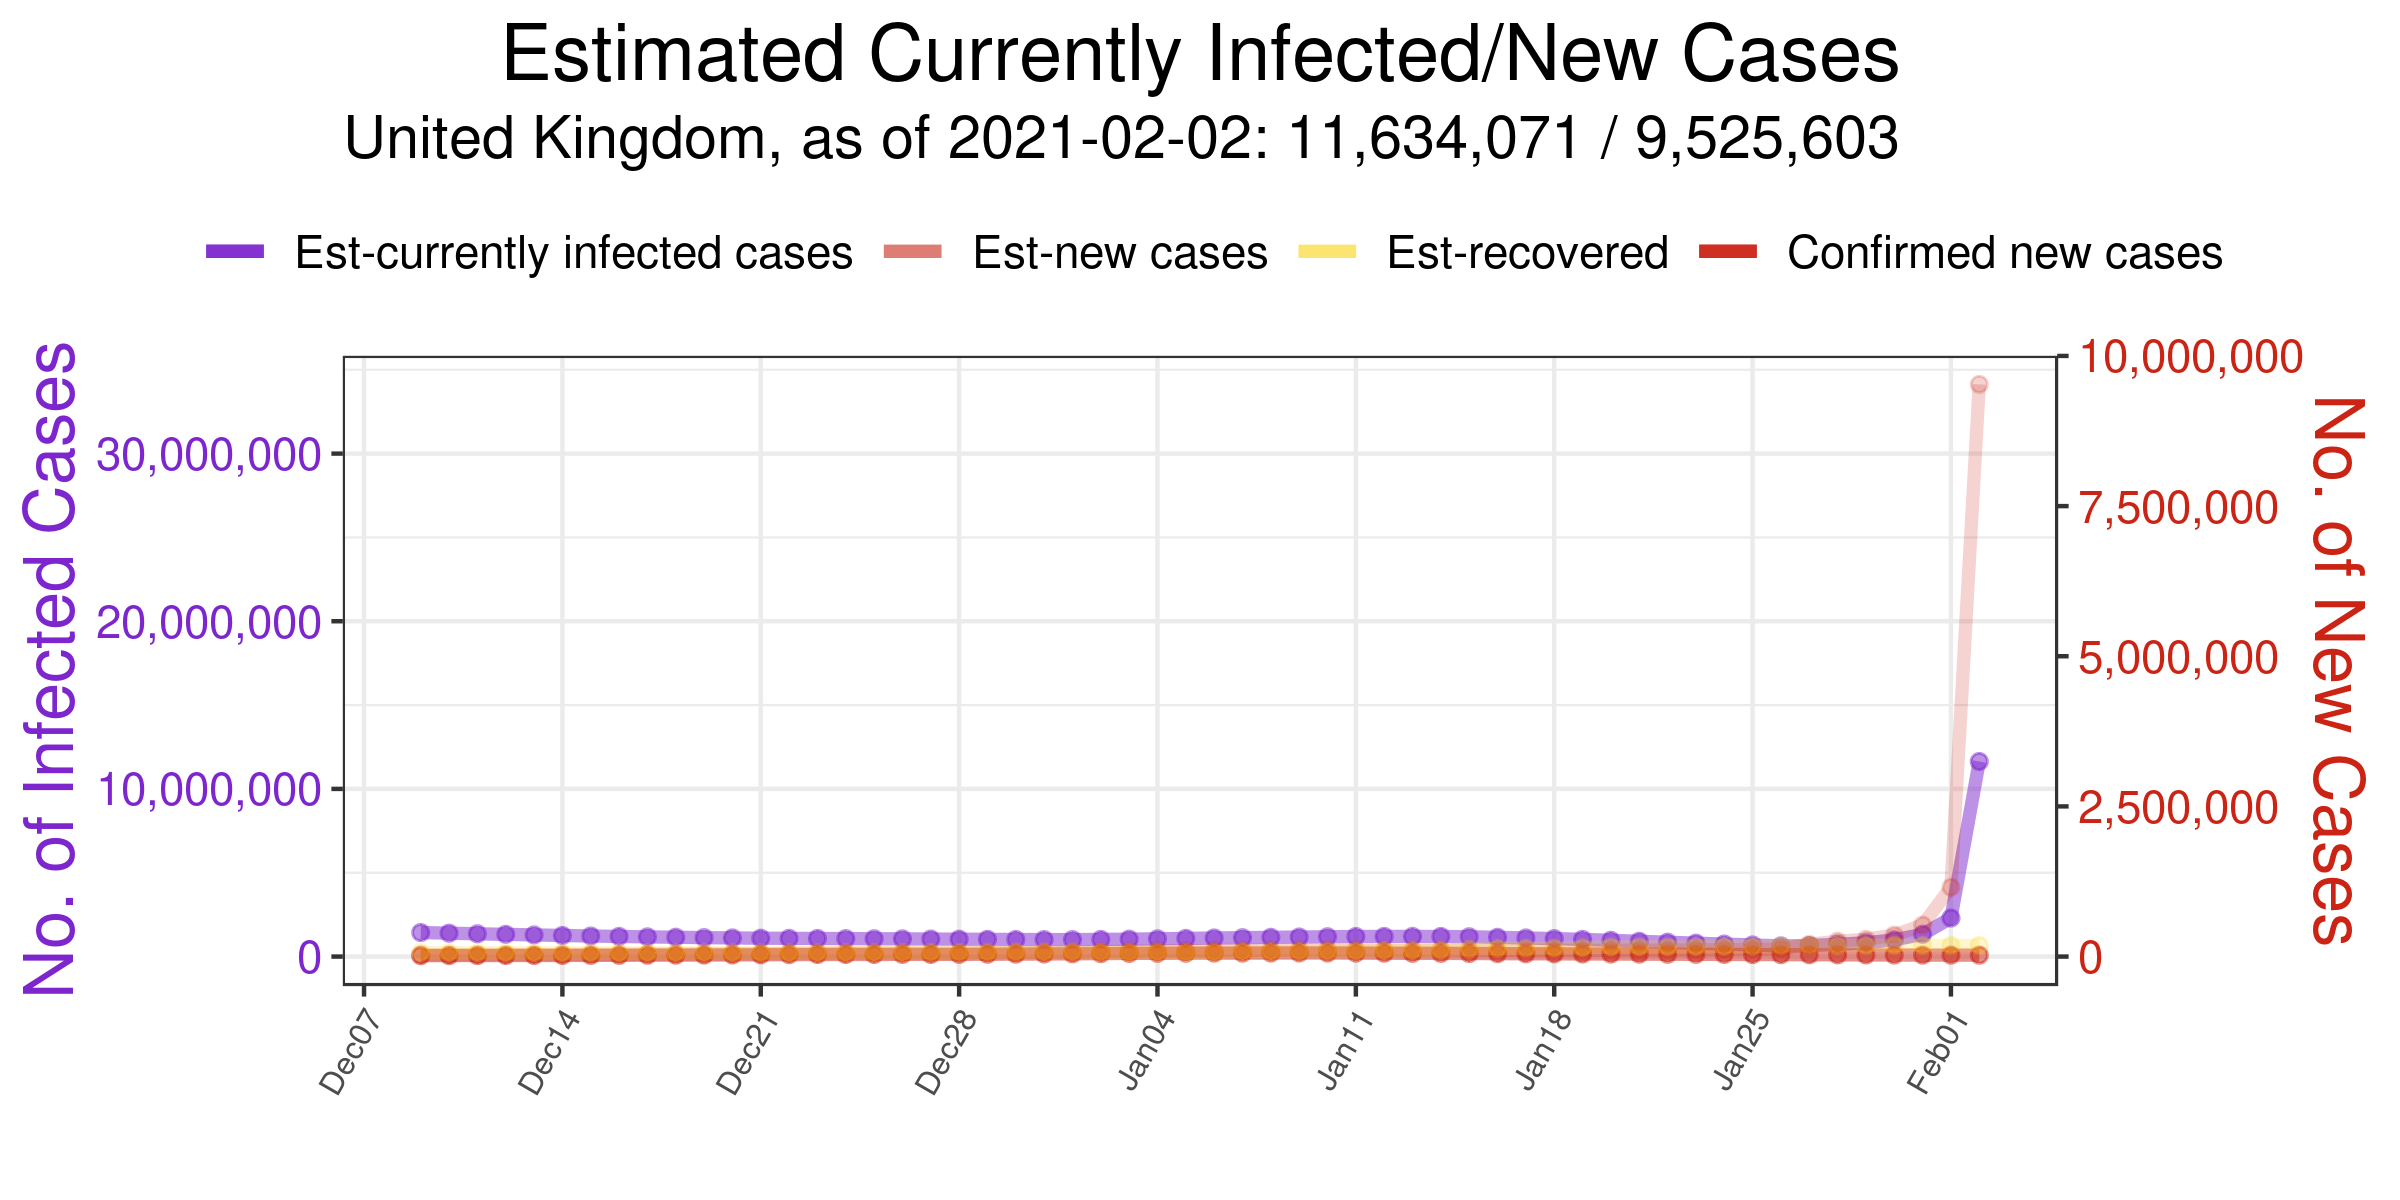 Estimated Currently Infected/New Cases
United Kingdom, as of 2021-02-02: 11,634,071 / 9,525,603
Est-currently infected cases
Est-new cases
Est-recovered
Confirmed new cases
No. of Infected Cases
30,000,000
20,000,000
10,000,000
0
10,000,000
7,500,000
5,000,000
2,500,000
0
No. of New Cases
Dec07
Dec14
Dec21
Dec28
Jan04
Jan11
Jan18
Jan25
Feb01